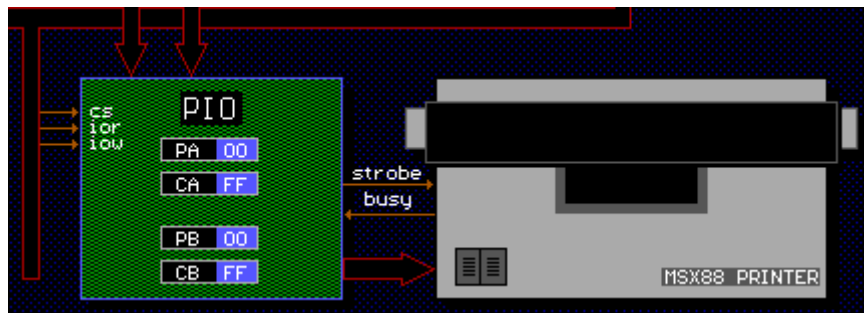 PIO
cs
ior
iow
PA 00
CA FF
PB 00
CB FF
strobe
busy
MSX88 PRINTER